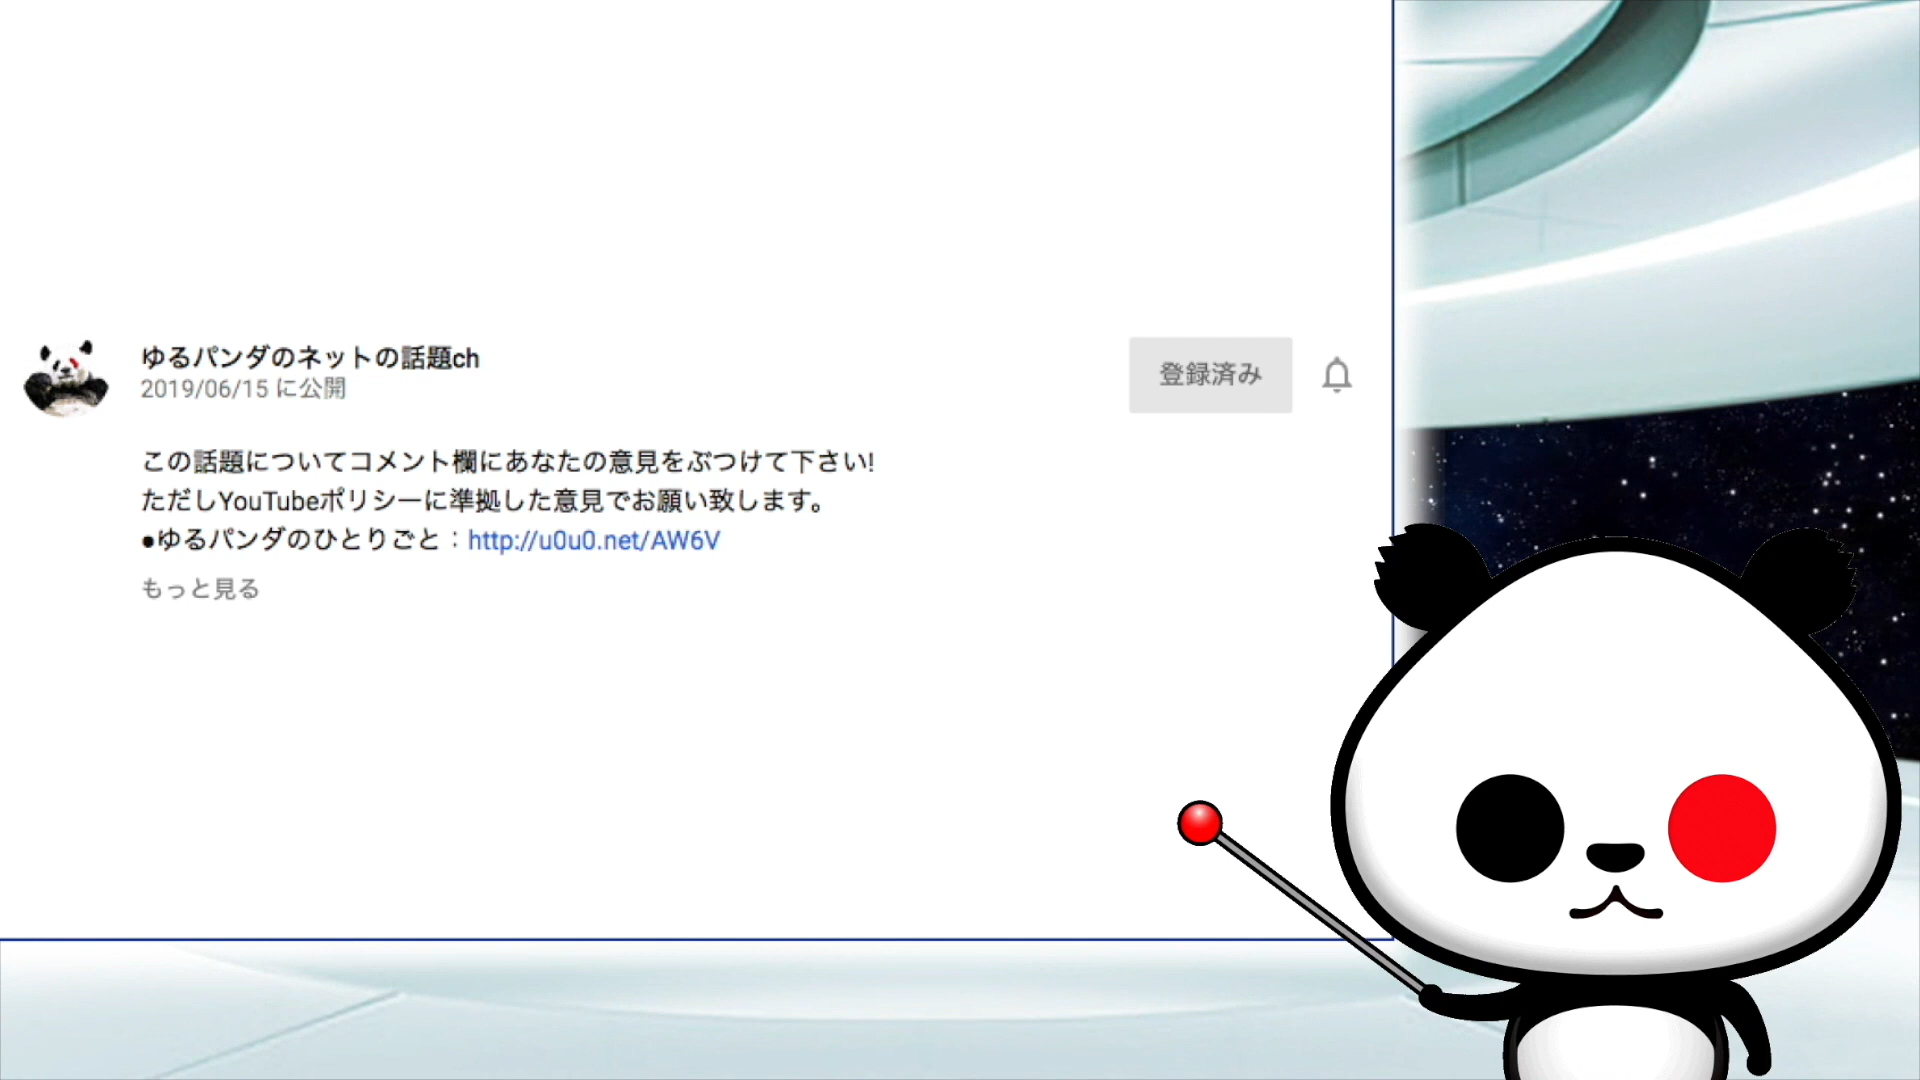 ゆるパンダのネットの話題ch
2019/06/15 に公開
登録済み
この話題についてコメント欄にあなたの意見をぶつけて下さい!
ただしYouTubeポリシーに準拠した意見でお願い致します。
●ゆるパンダのひとりごと：http://u0u0.net/AW6V
もっと見る